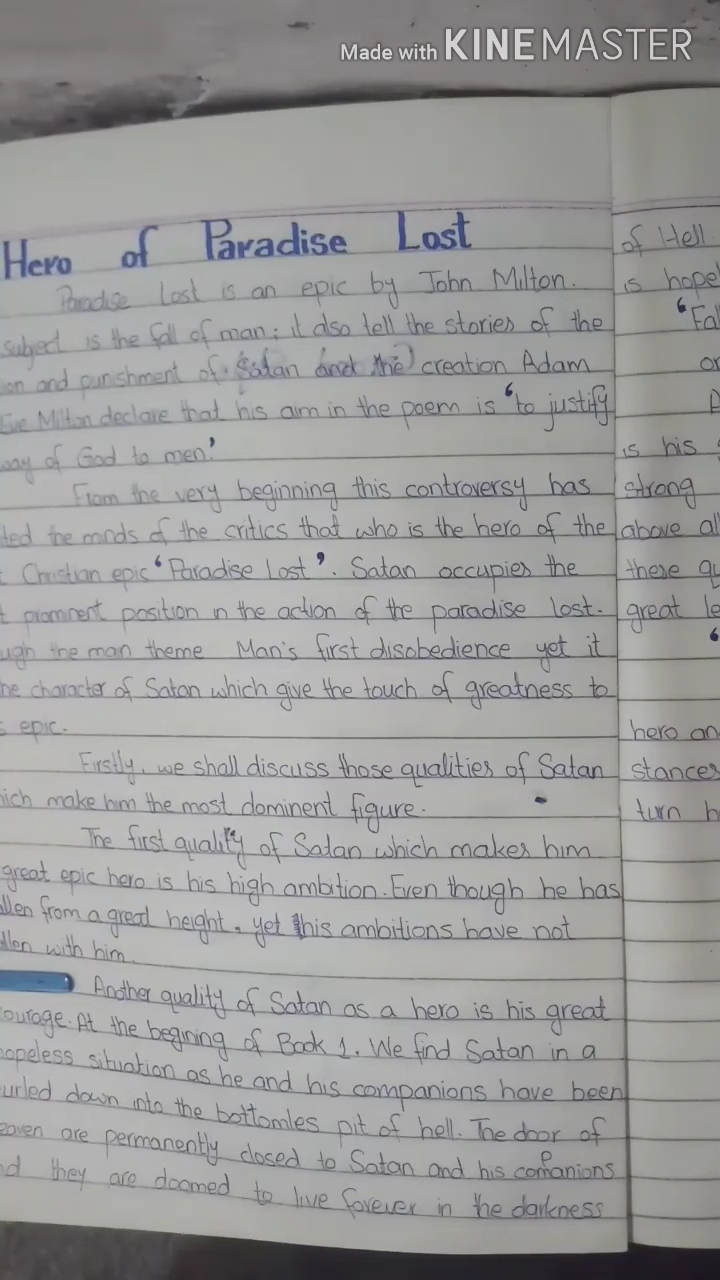 Made with KINEMASTER
Hero of Paradise Lost
Paradise Lost is an epic by John Milton.
subject is the fall of man; it also tell the stories of the
on and punishment of Satan and the creation Adam
Eve Milton declare that his aim in the poem is "to justify
way of God to men'
From the very beginning this controversy has
ted the minds of the critics that who is the hero of the
Christian epic "Paradise Lost". Satan occupies the
t prominent position in the action of the paradise lost.
ugh the man theme Man's first disobedience yet it
he character of Satan which give the touch of greatness to
s epic.
Firstly, we shall discuss those qualities of Satan
hich make him the most dominent figure.
The first quality of Satan which makes him
great epic hero is his high ambition. Even though he has
llen from a great height, yet his ambitions have not
llen with him.
Another quality of Satan as a hero is his great
courage. At the begining of Book 1. We find Satan in a
opeless situation as he and his companions have been
urled down into the bottomles pit of hell. The door of
eaven are permanently closed to Satan and his companions
nd they are doomed to live forever in the darkness
of Hell
is hopel
"Fal
or
is his
strong
above al
these qu
great le
hero an
stances
turn h